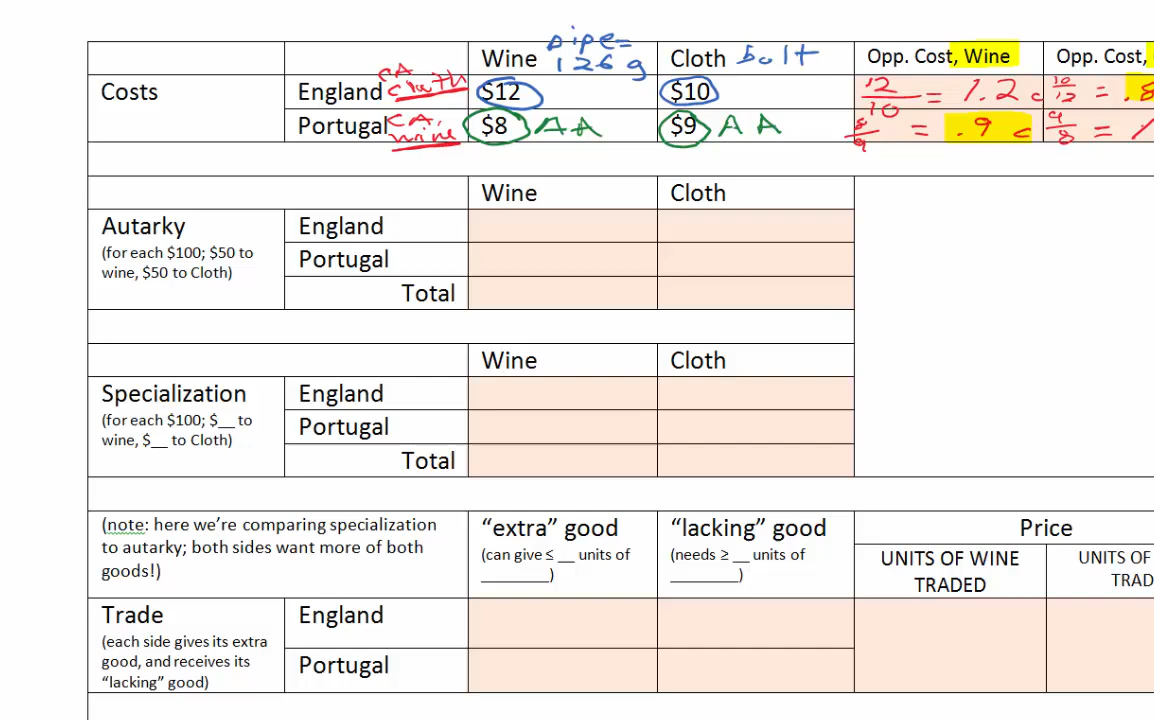 pipe=
Wine 126 g Cloth bolt Opp. Cost, Wine Opp. Cost,
Costs England CA cloth $12 $10 12/10 = 1.2 c 10/12 = .8
Portugal CA, wine $8 AA $9 AA 8/9 = .9 c 9/8 =
Wine Cloth
Autarky England
(for each $100; $50 to
wine, $50 to Cloth)
Portugal
Total
Wine Cloth
Specialization England
(for each $100; $__ to
wine, $__ to Cloth)
Portugal
Total
(note: here we’re comparing specialization
to autarky; both sides want more of both
goods!)
“extra” good
(can give ≤ __ units of
________)
“lacking” good
(needs ≥ __ units of
________)
Price
UNITS OF WINE
TRADED
UNITS OF
TRAD
Trade England
(each side gives its extra
good, and receives its
“lacking” good)
Portugal